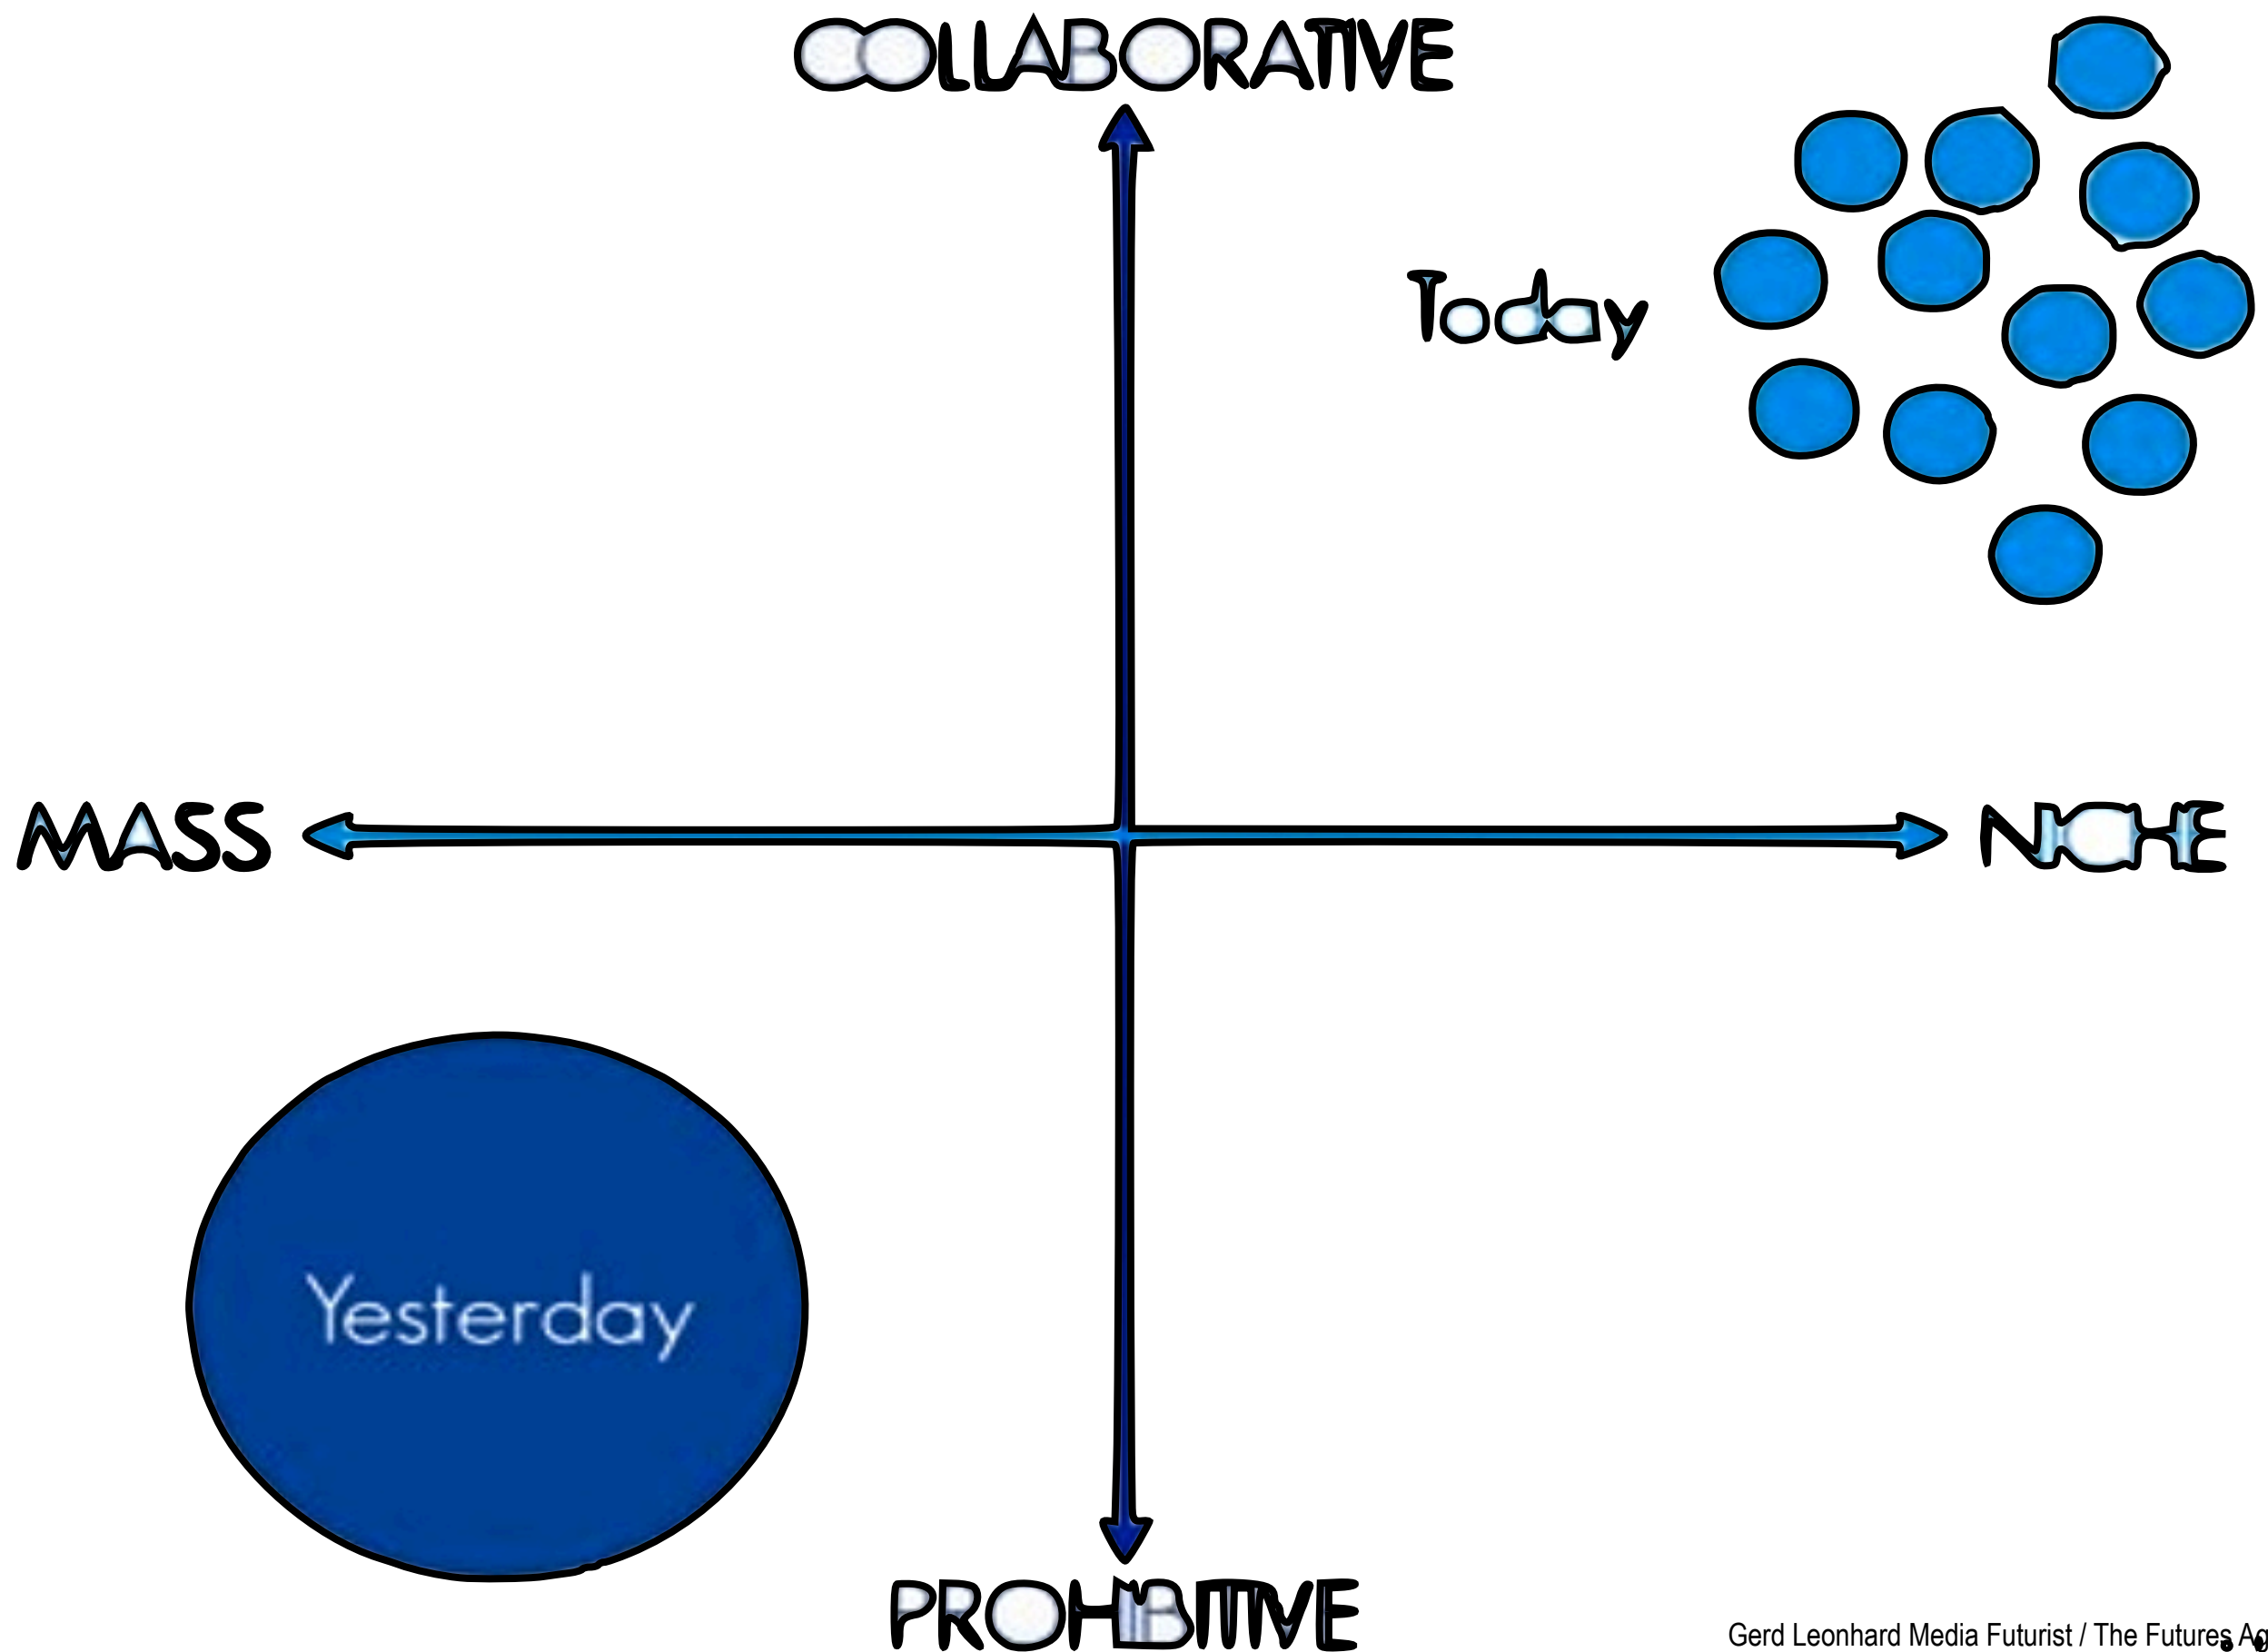 COLLABORATIVE
Today
MASS
NICHE
Yesterday
PROHIBITIVE
Gerd Leonhard Media Futurist / The Futures